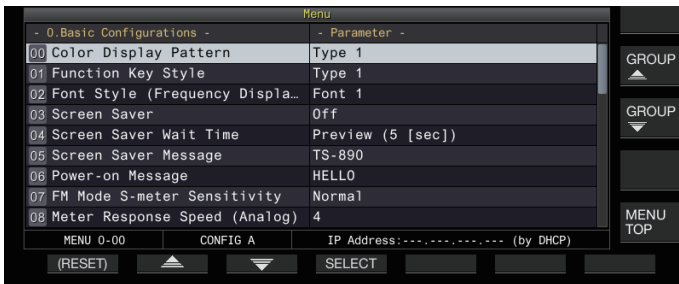 Menu
- 0.Basic Configurations - - Parameter -
00 Color Display Pattern Type 1
01 Function Key Style Type 1
02 Font Style (Frequency Displa… Font 1
03 Screen Saver Off
04 Screen Saver Wait Time Preview (5 [sec])
05 Screen Saver Message TS-890
06 Power-on Message HELLO
07 FM Mode S-meter Sensitivity Normal
08 Meter Response Speed (Analog) 4
MENU 0-00 CONFIG A IP Address:---.---.---.--- (by DHCP)
(RESET) SELECT
GROUP
GROUP
MENU
TOP